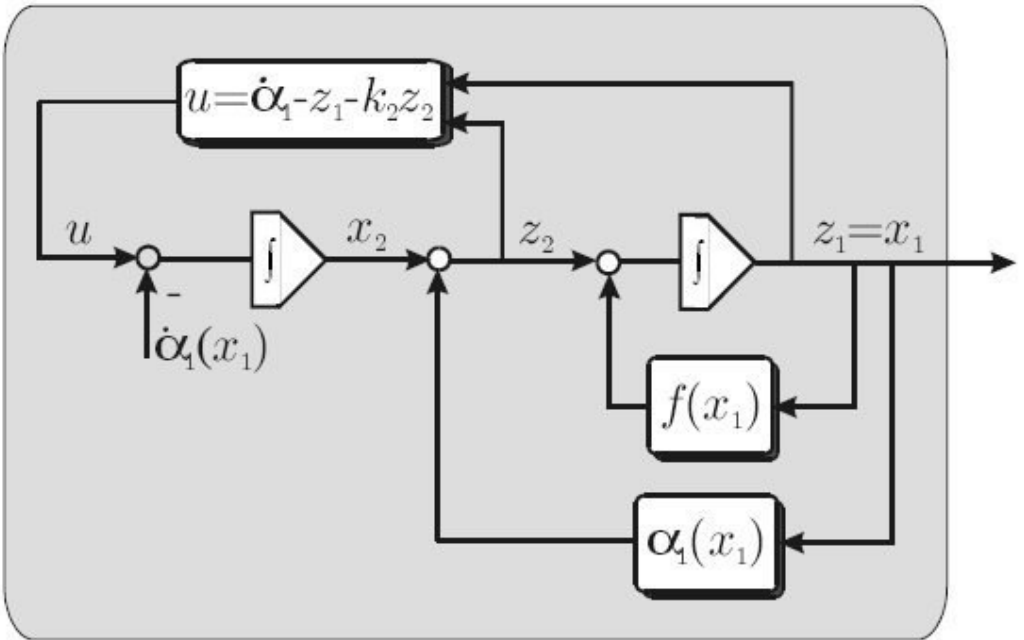 u=α̇₁-z₁-k₂z₂
u
x₂
z₂
z₁=x₁
∫
∫
-
α̇₁(x₁)
f(x₁)
α₁(x₁)